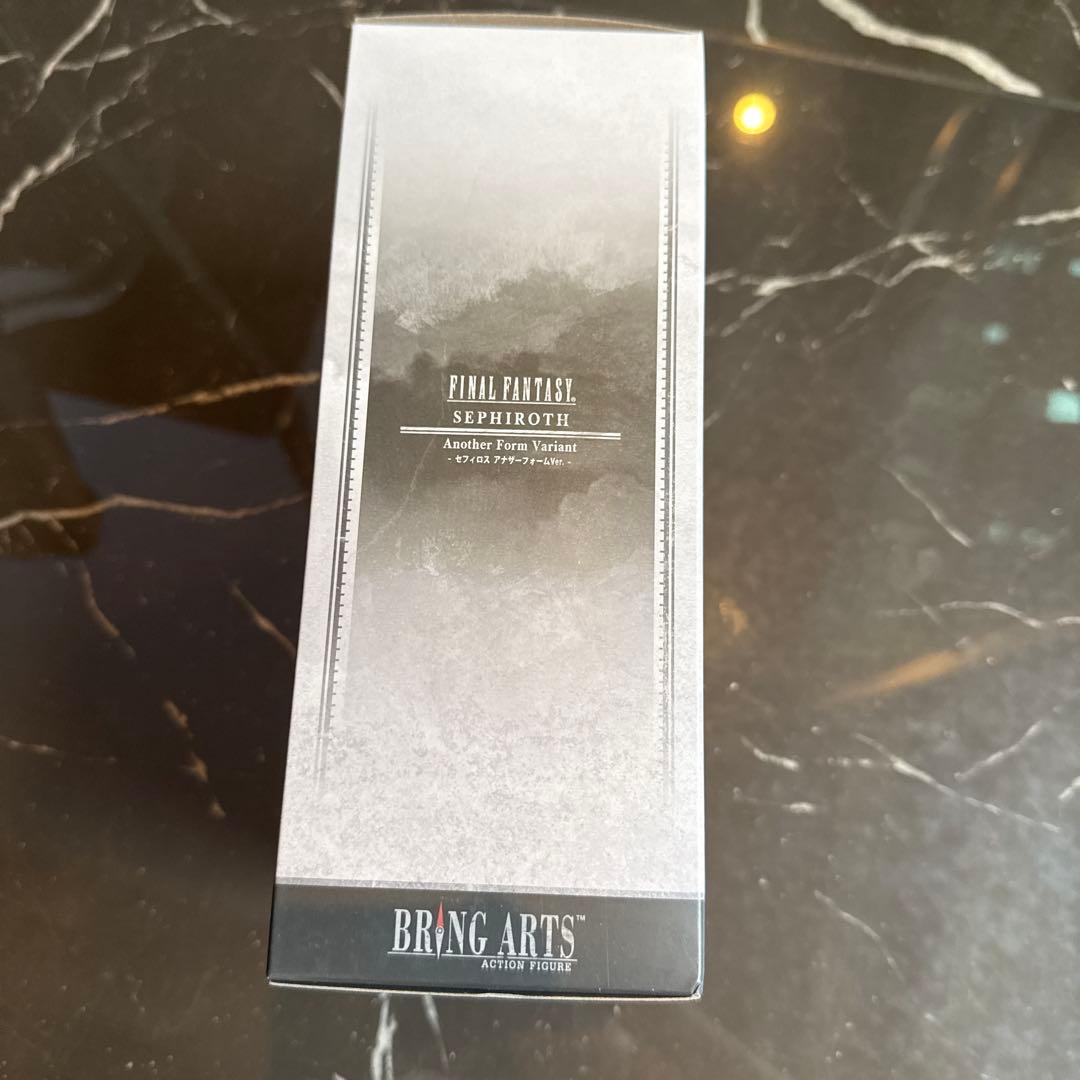 FINAL FANTASY®
SEPHIROTH
Another Form Variant
- セフィロス アナザーフォームVer. -
BRING ARTS™
ACTION FIGURE